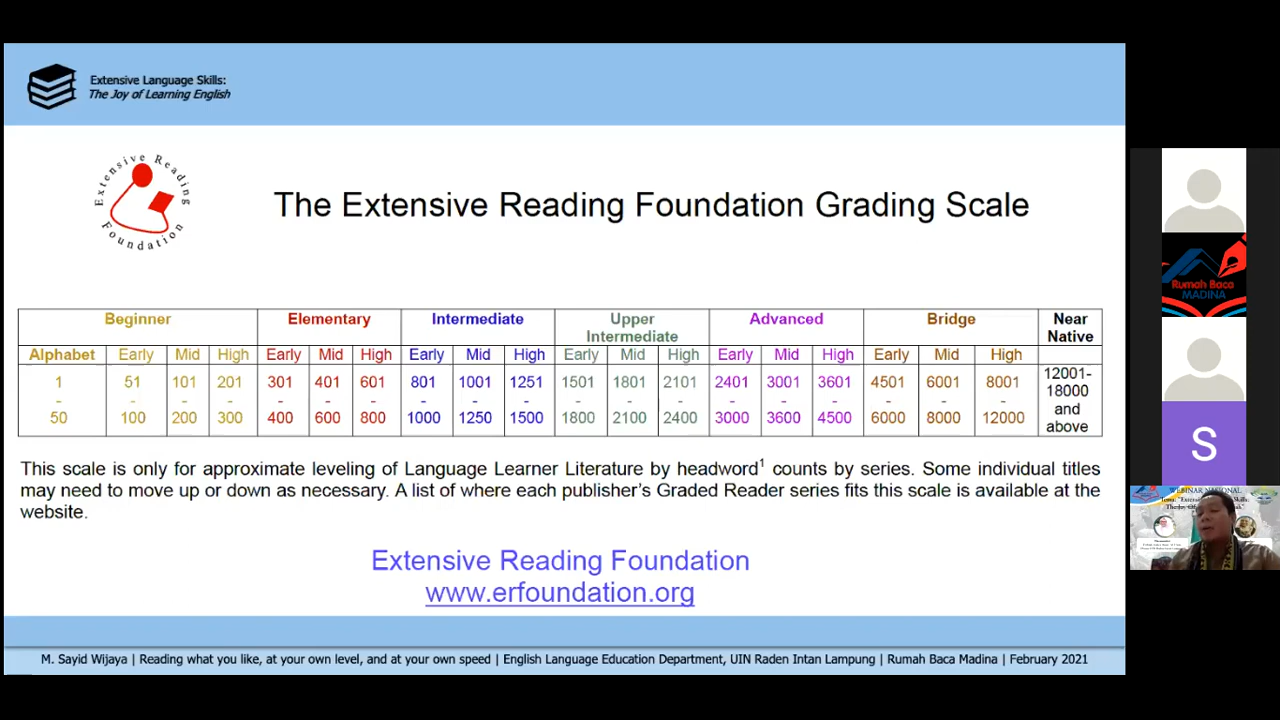 Extensive Language Skills:
The Joy of Learning English
Extensive Reading
Foundation
The Extensive Reading Foundation Grading Scale
Beginner Elementary Intermediate Upper Intermediate Advanced Bridge Near Native
Alphabet Early Mid High Early Mid High Early Mid High Early Mid High Early Mid High Early Mid High
1 51 101 201 301 401 601 801 1001 1251 1501 1801 2101 2401 3001 3601 4501 6001 8001 12001-
- - - - - - - - - - - - - - - - - - - 18000 and
50 100 200 300 400 600 800 1000 1250 1500 1800 2100 2400 3000 3600 4500 6000 8000 12000 above
This scale is only for approximate leveling of Language Learner Literature by headword¹ counts by series. Some individual titles
may need to move up or down as necessary. A list of where each publisher's Graded Reader series fits this scale is available at the
website.
Extensive Reading Foundation
www.erfoundation.org
M. Sayid Wijaya | Reading what you like, at your own level, and at your own speed | English Language Education Department, UIN Raden Intan Lampung | Rumah Baca Madina | February 2021
Rumah Baca
MADINA
S
WEBINAR NASIONAL